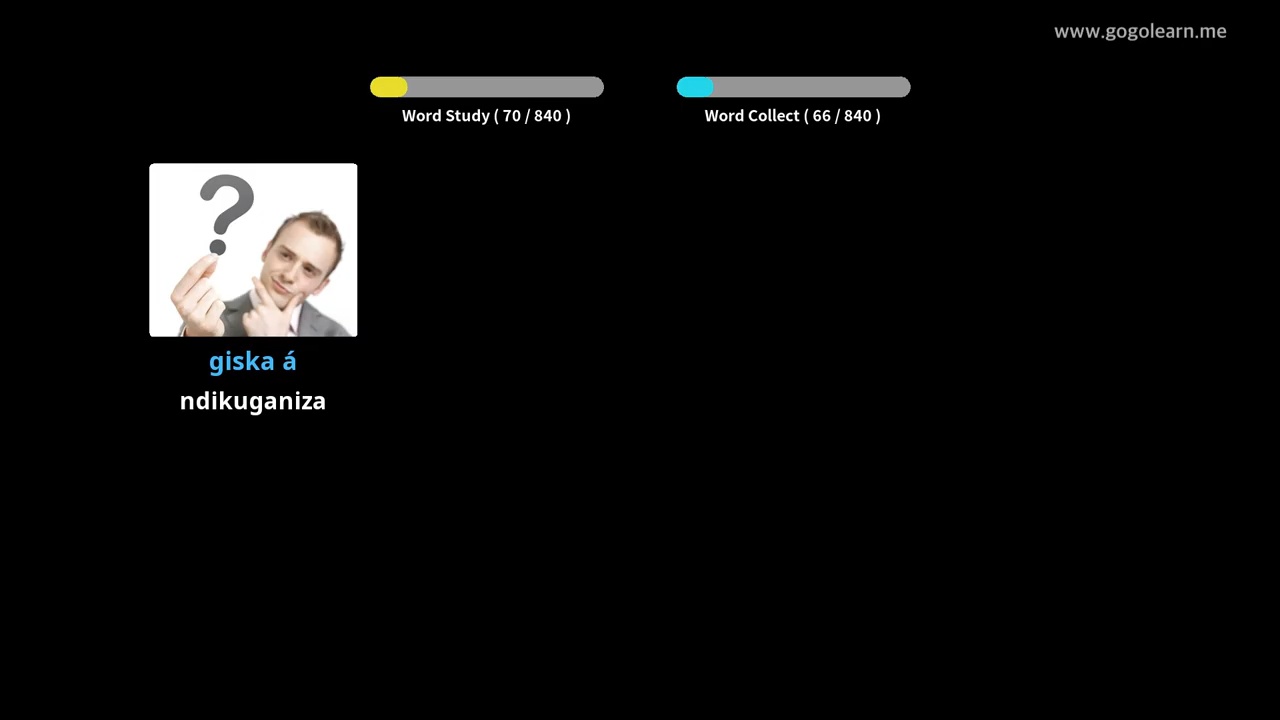 www.gogolearn.me
Word Study ( 70 / 840 )
Word Collect ( 66 / 840 )
?
giska á
ndikuganiza